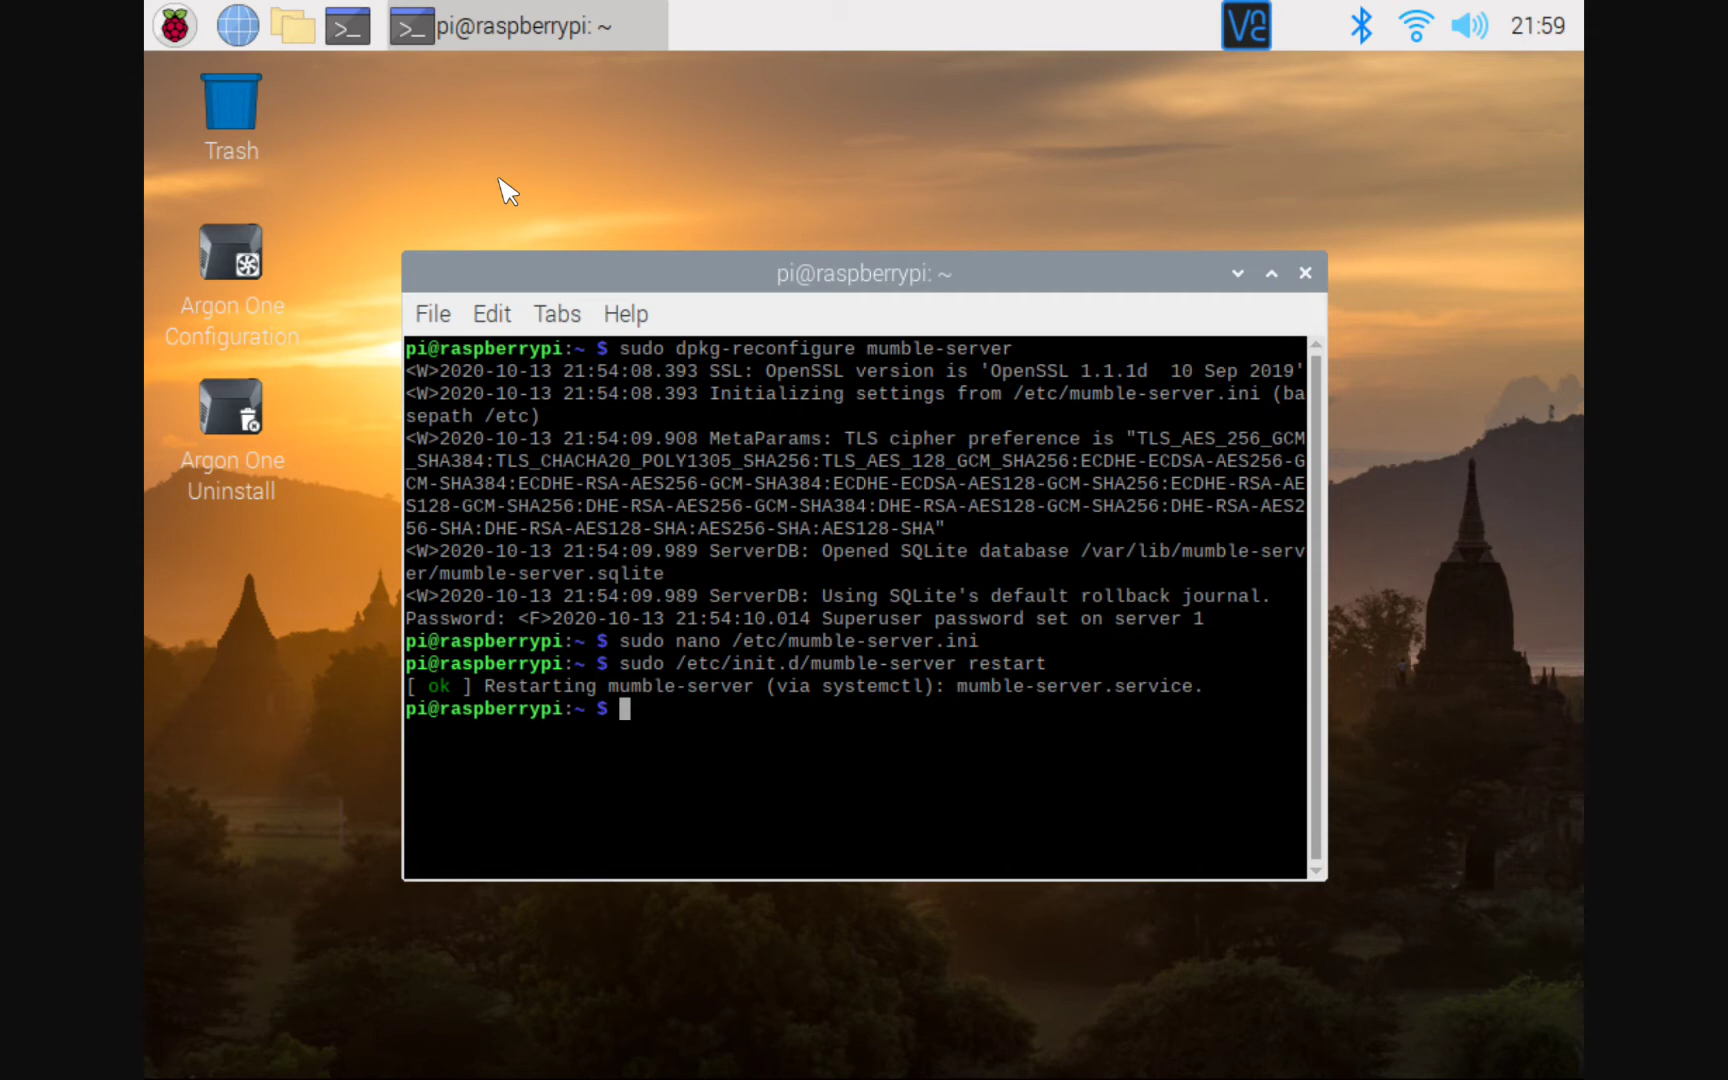 pi@raspberrypi: ~
21:59
Trash
Argon One
Configuration
Argon One
Uninstall
pi@raspberrypi: ~
File Edit Tabs Help
pi@raspberrypi:~ $ sudo dpkg-reconfigure mumble-server
<W>2020-10-13 21:54:08.393 SSL: OpenSSL version is 'OpenSSL 1.1.1d  10 Sep 2019'
<W>2020-10-13 21:54:08.393 Initializing settings from /etc/mumble-server.ini (ba
sepath /etc)
<W>2020-10-13 21:54:09.908 MetaParams: TLS cipher preference is "TLS_AES_256_GCM
_SHA384:TLS_CHACHA20_POLY1305_SHA256:TLS_AES_128_GCM_SHA256:ECDHE-ECDSA-AES256-G
CM-SHA384:ECDHE-RSA-AES256-GCM-SHA384:ECDHE-ECDSA-AES128-GCM-SHA256:ECDHE-RSA-AE
S128-GCM-SHA256:DHE-RSA-AES256-GCM-SHA384:DHE-RSA-AES128-GCM-SHA256:DHE-RSA-AES2
56-SHA:DHE-RSA-AES128-SHA:AES256-SHA:AES128-SHA"
<W>2020-10-13 21:54:09.989 ServerDB: Opened SQLite database /var/lib/mumble-serv
er/mumble-server.sqlite
<W>2020-10-13 21:54:09.989 ServerDB: Using SQLite's default rollback journal.
Password: <F>2020-10-13 21:54:10.014 Superuser password set on server 1
pi@raspberrypi:~ $ sudo nano /etc/mumble-server.ini
pi@raspberrypi:~ $ sudo /etc/init.d/mumble-server restart
[ ok ] Restarting mumble-server (via systemctl): mumble-server.service.
pi@raspberrypi:~ $